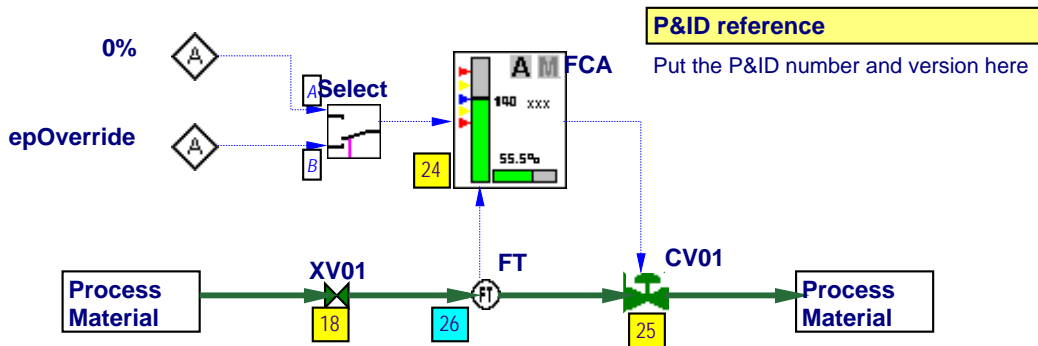 P&ID reference
Put the P&ID number and version here
0%
A
A
Select
A M
FCA
140 xxx
epOverride
A
B
24
55.5%
XV01
FT
CV01
Process
Material
FT
Process
Material
18
26
25